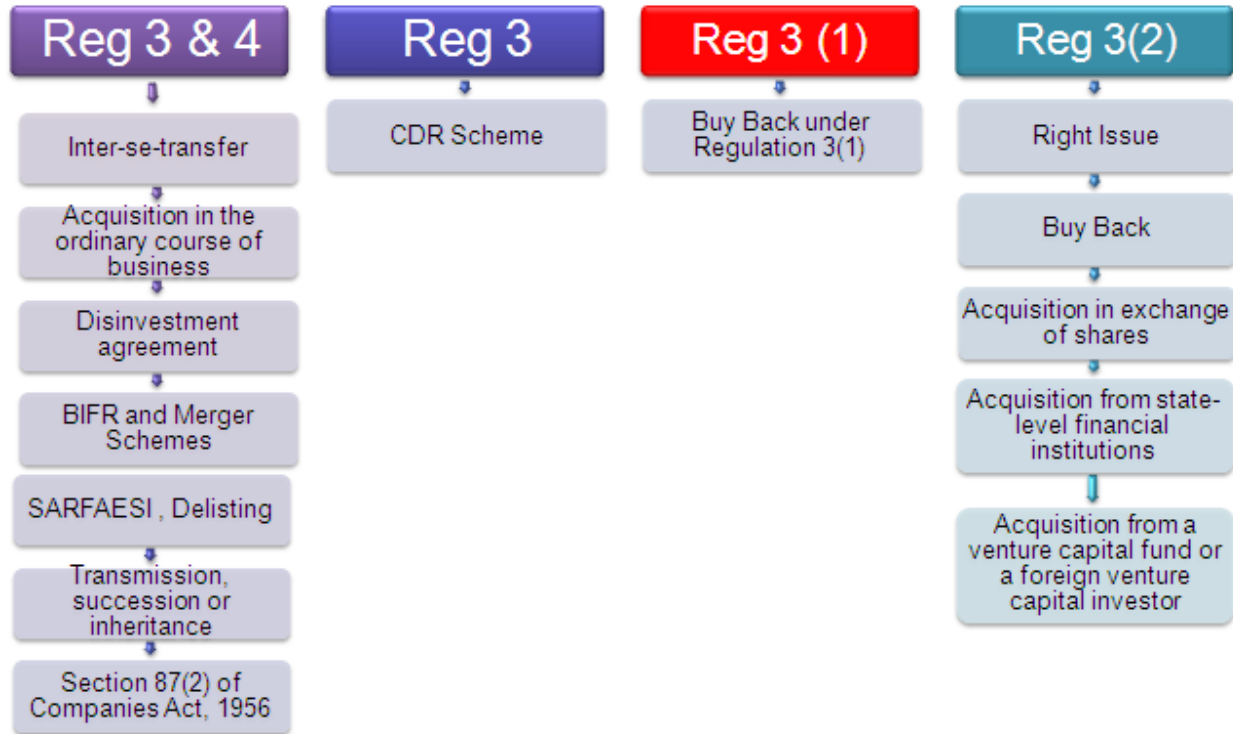 Reg 3 & 4
Inter-se-transfer
Acquisition in the
ordinary course of
business
Disinvestment
agreement
BIFR and Merger
Schemes
SARFAESI , Delisting
Transmission,
succession or
inheritance
Section 87(2) of
Companies Act, 1956
Reg 3
CDR Scheme
Reg 3 (1)
Buy Back under
Regulation 3(1)
Reg 3(2)
Right Issue
Buy Back
Acquisition in exchange
of shares
Acquisition from state-
level financial
institutions
Acquisition from a
venture capital fund or
a foreign venture
capital investor